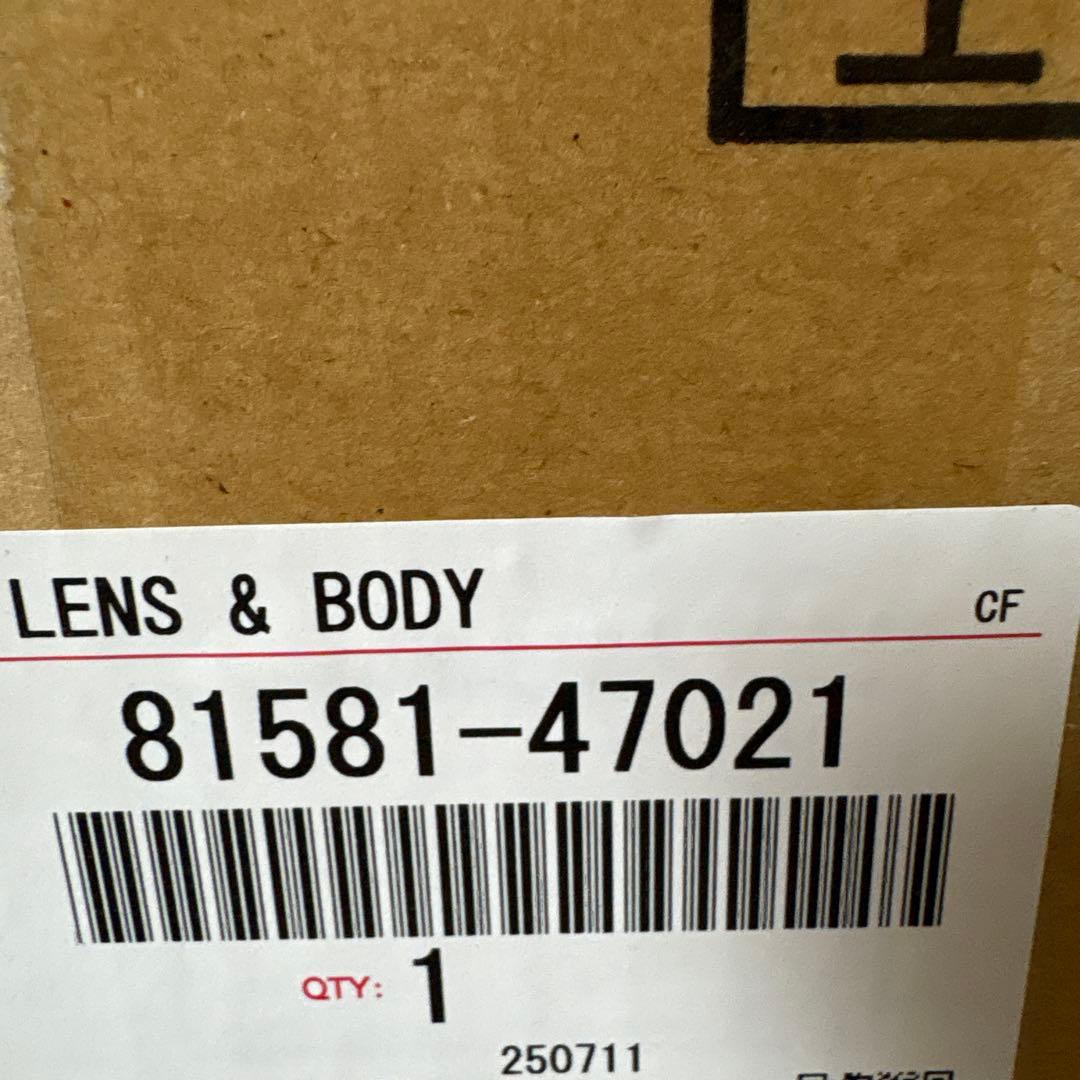 LENS & BODY CF
81581-47021
QTY: 1
250711